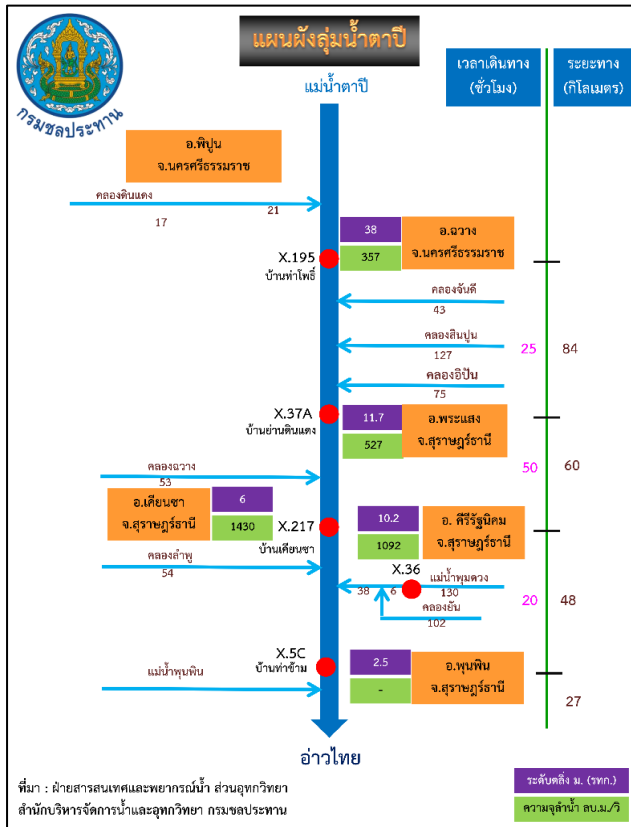 แผนผังลุ่มน้ำตาปี
กรมชลประทาน
แม่น้ำตาปี
เวลาเดินทาง
(ชั่วโมง)
ระยะทาง
(กิโลเมตร)
อ.พิปูน
จ.นครศรีธรรมราช
คลองดินแดง
21
17
38
357
อ.ฉวาง
จ.นครศรีธรรมราช
X.195
บ้านท่าโพธิ์
คลองจันดี
43
คลองสินปูน
127
25
84
คลองอิปัน
75
X.37A
บ้านย่านดินแดง
11.7
527
อ.พระแสง
จ.สุราษฎร์ธานี
คลองฉวาง
53
50
60
อ.เคียนซา
จ.สุราษฎร์ธานี
6
1430
X.217
บ้านเคียนซา
10.2
1092
อ. คีรีรัฐนิคม
จ.สุราษฎร์ธานี
คลองลำพู
54
X.36
แม่น้ำพุมดวง
38 6 130
คลองยัน
102
20
48
X.5C
บ้านท่าข้าม
2.5
-
อ.พุนพิน
จ.สุราษฎร์ธานี
แม่น้ำพุนพิน
27
อ่าวไทย
ที่มา : ฝ่ายสารสนเทศและพยากรณ์น้ำ ส่วนอุทกวิทยา
สำนักบริหารจัดการน้ำและอุทกวิทยา กรมชลประทาน
ระดับตลิ่ง ม. (รทก.)
ความจุลำน้ำ ลบ.ม./วิ